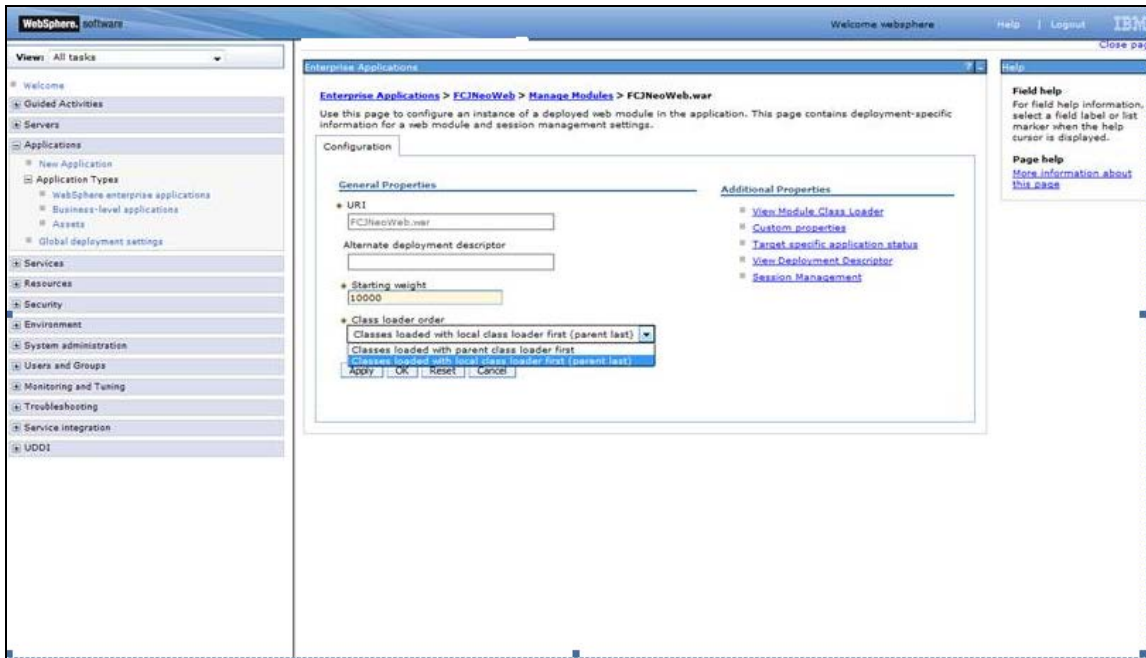 WebSphere. software
Welcome websphere
Help | Logout
IBM
Close pag
View: All tasks
Welcome
Guided Activities
Servers
Applications
New Application
Application Types
WebSphere enterprise applications
Business-level applications
Assets
Global deployment settings
Services
Resources
Security
Environment
System administration
Users and Groups
Monitoring and Tuning
Troubleshooting
Service integration
UDDI
Enterprise Applications
Enterprise Applications > FCJNeoWeb > Manage Modules > FCJNeoWeb.war
Use this page to configure an instance of a deployed web module in the application. This page contains deployment-specific
information for a web module and session management settings.
Configuration
General Properties
URI
FCJNeoWeb.war
Alternate deployment descriptor
Starting weight
10000
Class loader order
Classes loaded with local class loader first (parent last)
Classes loaded with parent class loader first
Classes loaded with local class loader first (parent last)
Apply OK Reset Cancel
Additional Properties
View Module Class Loader
Custom properties
Target specific application status
View Deployment Descriptor
Session Management
Help
Field help
For field help information,
select a field label or list
marker when the help
cursor is displayed.
Page help
More information about
this page